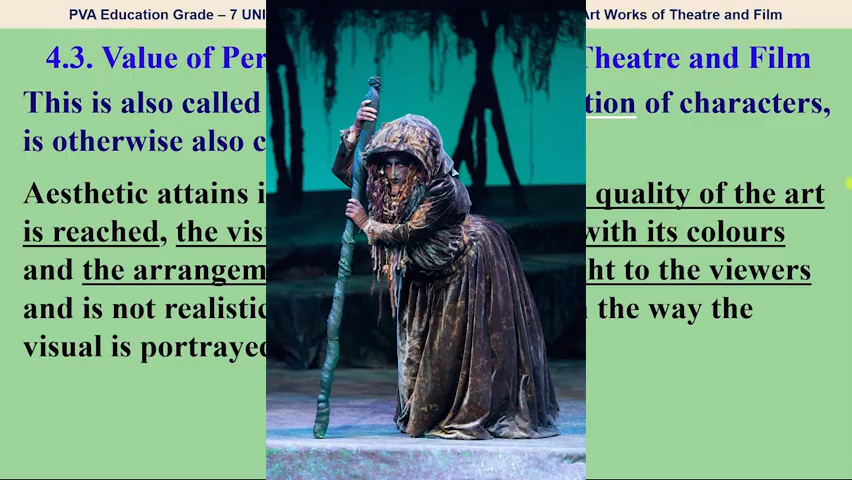 PVA Education Grade – 7 UNI Art Works of Theatre and Film
4.3. Value of Per Theatre and Film
This is also called tion of characters,
is otherwise also c
Aesthetic attains i quality of the art
is reached, the vis with its colours
and the arrangem ht to the viewers
and is not realistic the way the
visual is portrayed